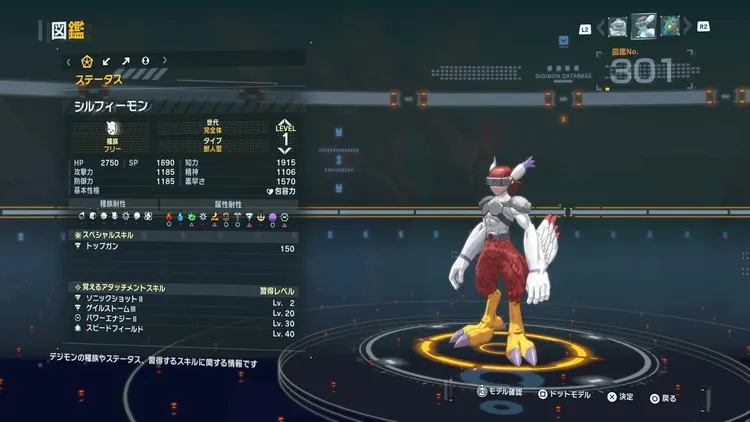 図鑑
L2
R2
図鑑No.
301
DIGIMON DATABASE
ステータス
シルフィーモン
種族
フリー
世代
完全体
タイプ
獣人型
LEVEL
1
HP 2750 SP 1690 知力 1915
攻撃力 1185 精神 1106
防御力 1185 素早さ 1570
基本性格 包容力
種族耐性 属性耐性
スペシャルスキル
トップガン 150
覚えるアタッチメントスキル 習得レベル
ソニックショットⅡ Lv. 2
ゲイルストームⅢ Lv. 20
パワーエナジーⅡ Lv. 30
スピードフィールド Lv. 40
デジモンの種族やステータス、習得するスキルに関する情報です
R3 モデル確認 ドットモデル 決定 戻る